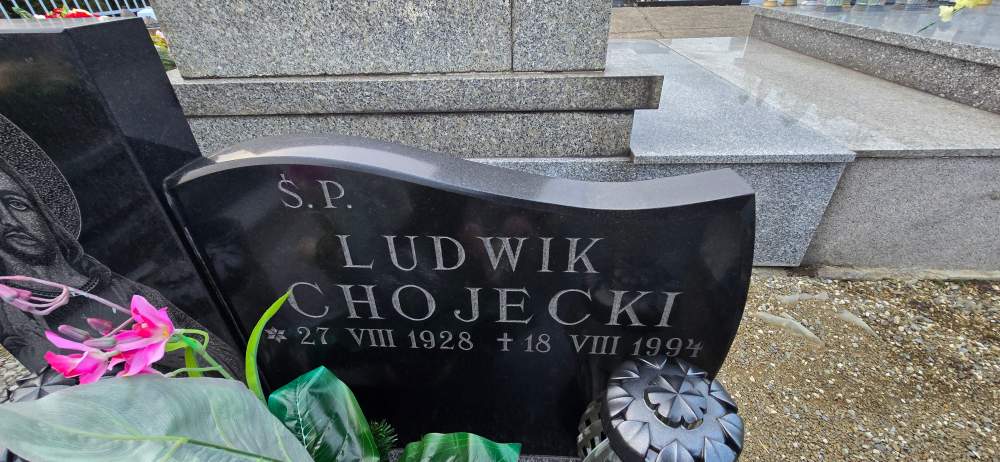 Ś.P.
LUDWIK
CHOJECKI
* 27 VIII 1928 † 18 VIII 1994